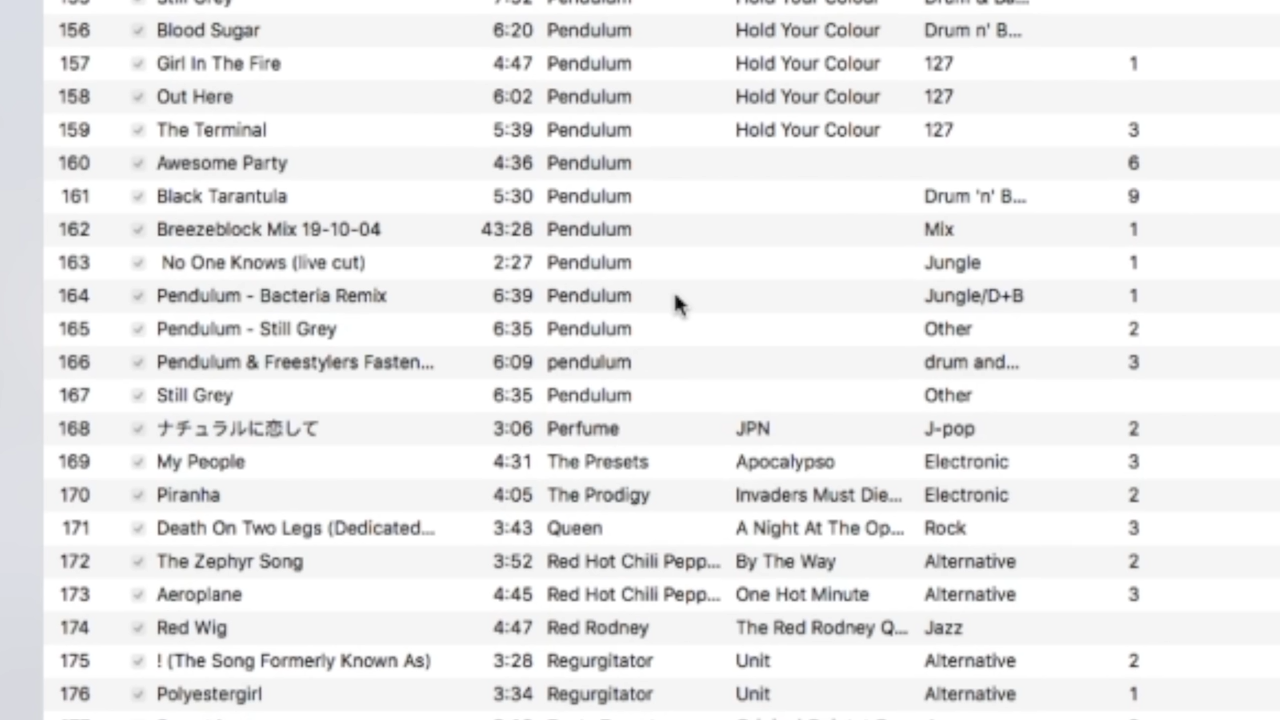 Still Grey Pendulum Hold Your Colour
156 Blood Sugar 6:20 Pendulum Hold Your Colour Drum n' B...
157 Girl In The Fire 4:47 Pendulum Hold Your Colour 127 1
158 Out Here 6:02 Pendulum Hold Your Colour 127
159 The Terminal 5:39 Pendulum Hold Your Colour 127 3
160 Awesome Party 4:36 Pendulum 6
161 Black Tarantula 5:30 Pendulum Drum 'n' B... 9
162 Breezeblock Mix 19-10-04 43:28 Pendulum Mix 1
163 No One Knows (live cut) 2:27 Pendulum Jungle 1
164 Pendulum - Bacteria Remix 6:39 Pendulum Jungle/D+B 1
165 Pendulum - Still Grey 6:35 Pendulum Other 2
166 Pendulum & Freestylers Fasten... 6:09 pendulum drum and... 3
167 Still Grey 6:35 Pendulum Other
168 ナチュラルに恋して 3:06 Perfume JPN J-pop 2
169 My People 4:31 The Presets Apocalypso Electronic 3
170 Piranha 4:05 The Prodigy Invaders Must Die... Electronic 2
171 Death On Two Legs (Dedicated... 3:43 Queen A Night At The Op... Rock 3
172 The Zephyr Song 3:52 Red Hot Chili Pepp... By The Way Alternative 2
173 Aeroplane 4:45 Red Hot Chili Pepp... One Hot Minute Alternative 3
174 Red Wig 4:47 Red Rodney The Red Rodney Q... Jazz
175 ! (The Song Formerly Known As) 3:28 Regurgitator Unit Alternative 2
176 Polyestergirl 3:34 Regurgitator Unit Alternative 1